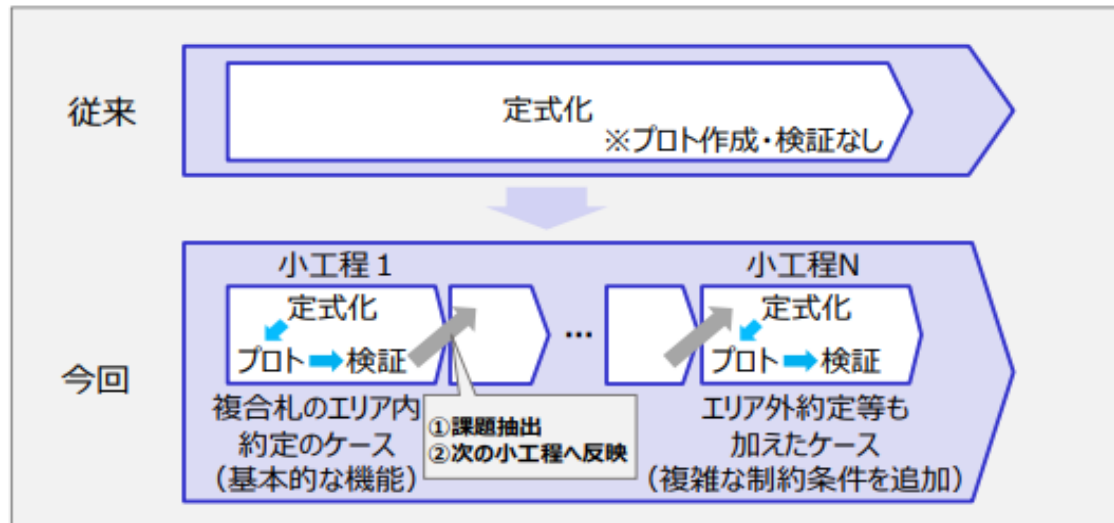 従来
定式化
※プロト作成・検証なし
今回
小工程1
定式化
プロト
検証
複合札のエリア内
約定のケース
(基本的な機能)
①課題抽出
②次の小工程へ反映
…
小工程N
定式化
プロト
検証
エリア外約定等も
加えたケース
(複雑な制約条件を追加)